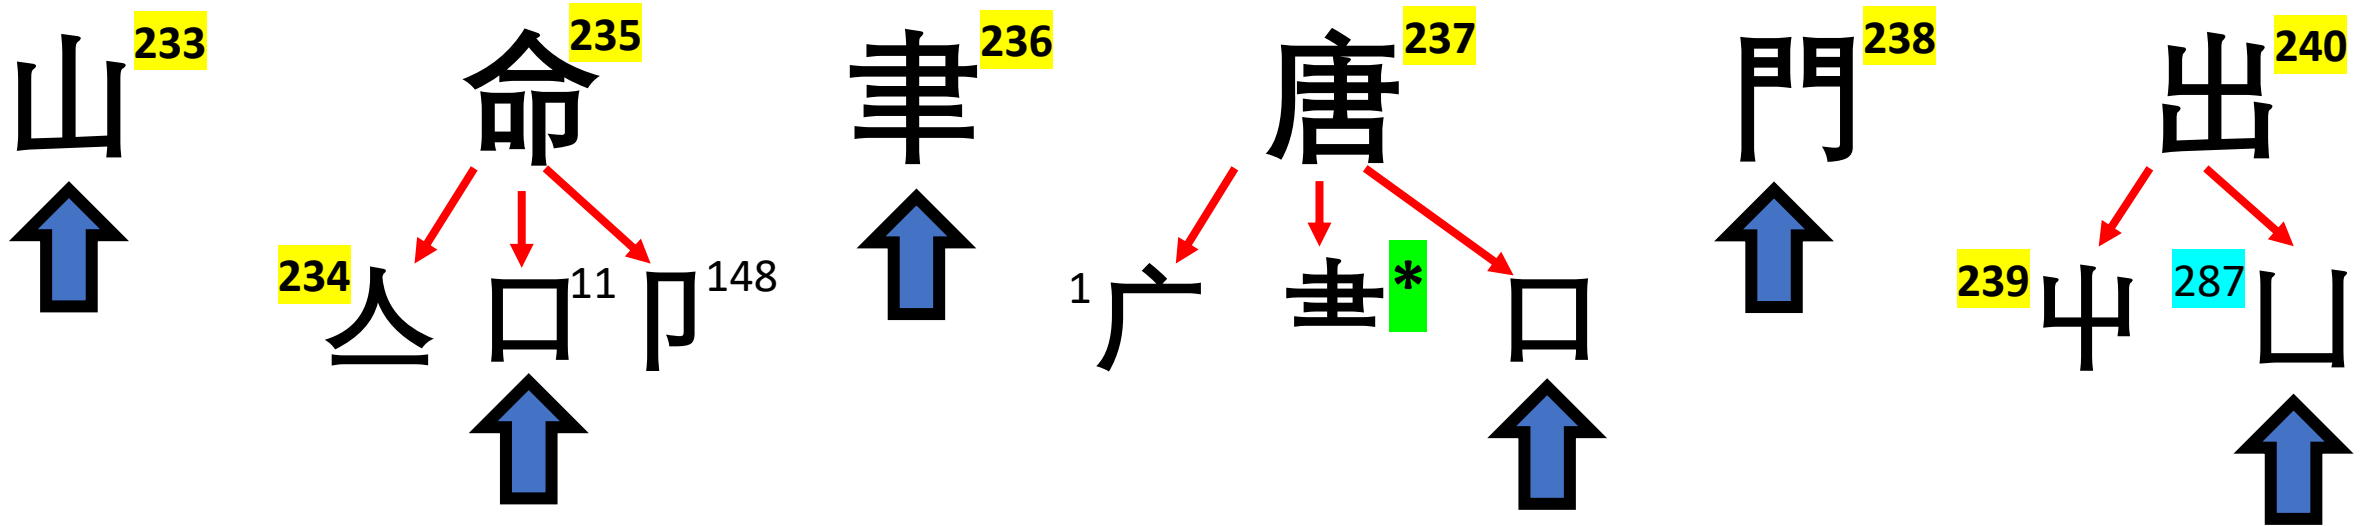 山 233 命 235 聿 236 唐 237 門 238 出 240
234 亼 口 11 卩 148 1 广 肀 * 口 239 屮 287 凵